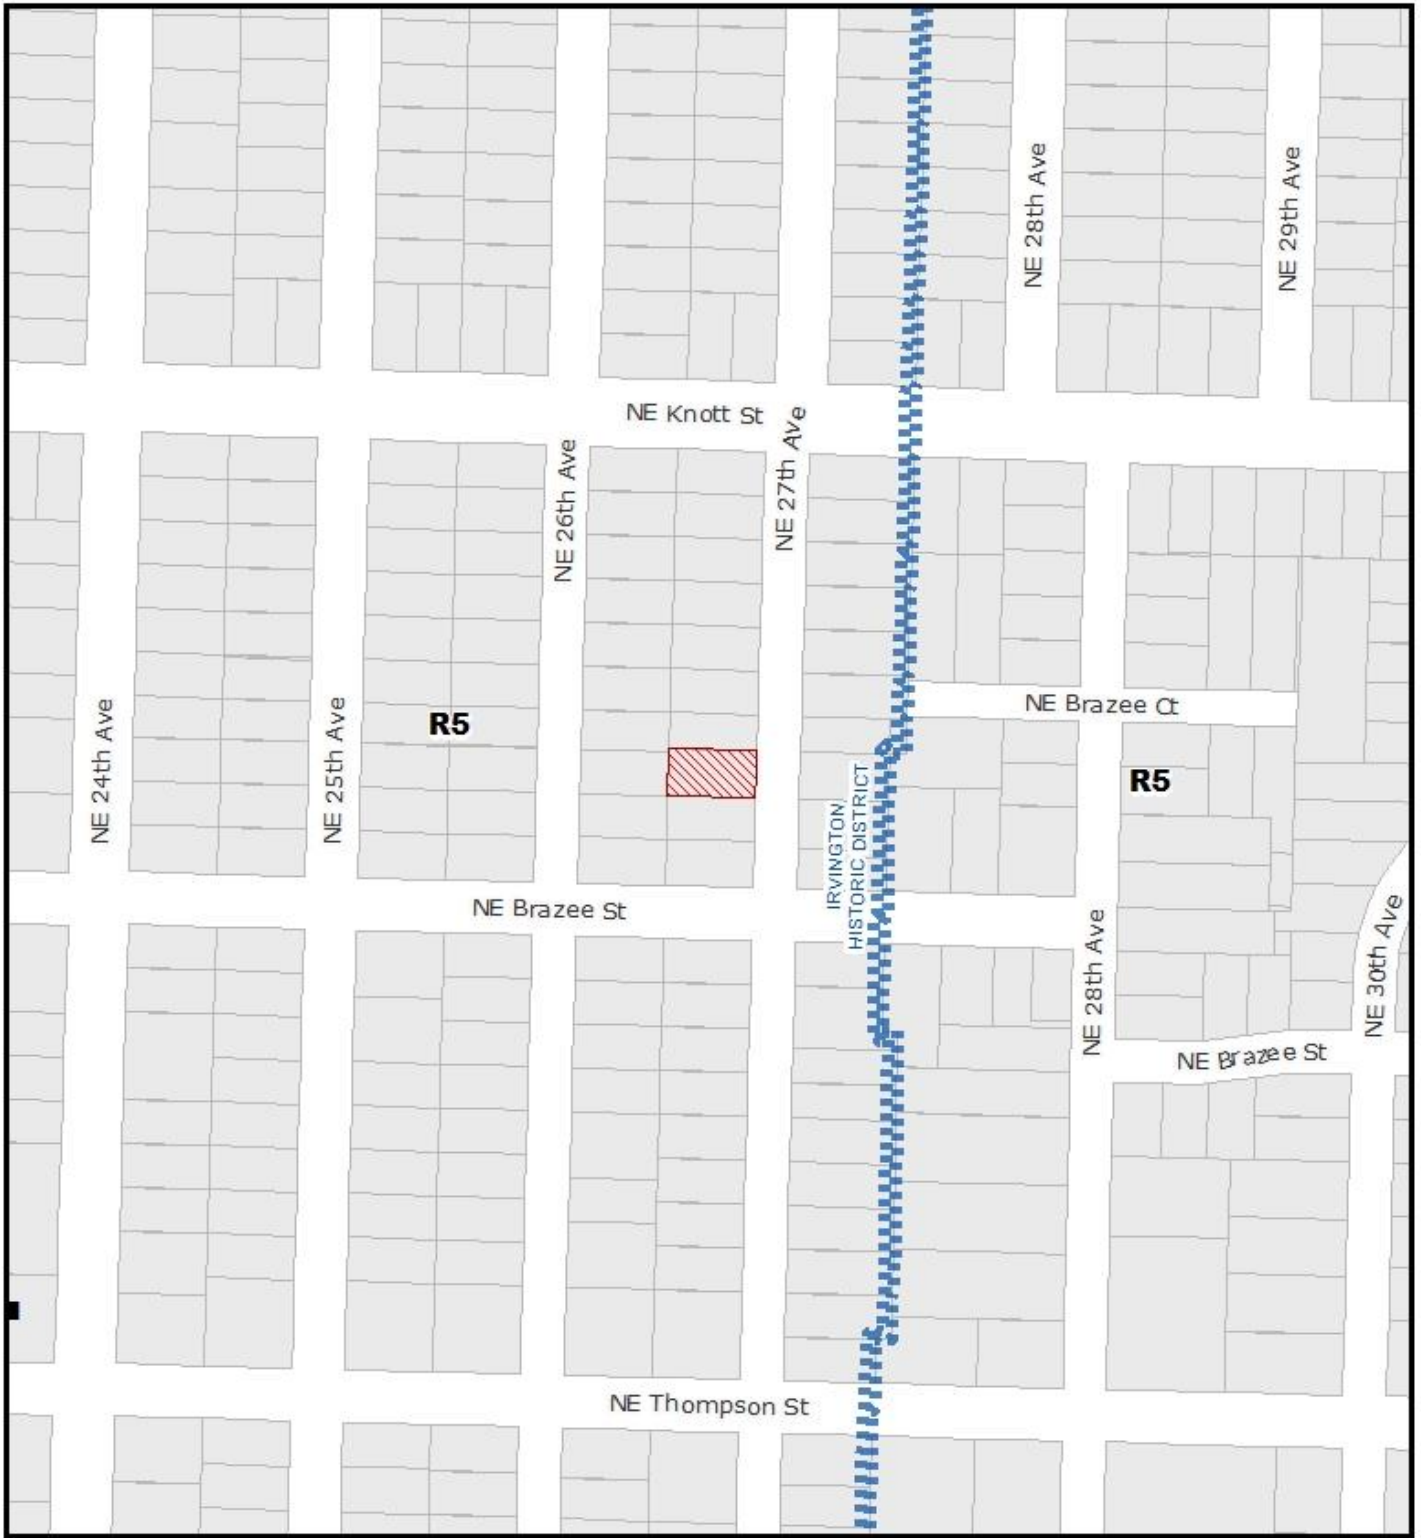 NE 28th Ave
NE 29th Ave
NE Knott St
NE 27th Ave
NE 26th Ave
NE 24th Ave
NE 25th Ave
R5
NE Brazee Ct
R5
IRVINGTON
HISTORIC DISTRICT
NE Brazee St
NE 28th Ave
NE 30th Ave
NE Brazee St
NE Thompson St